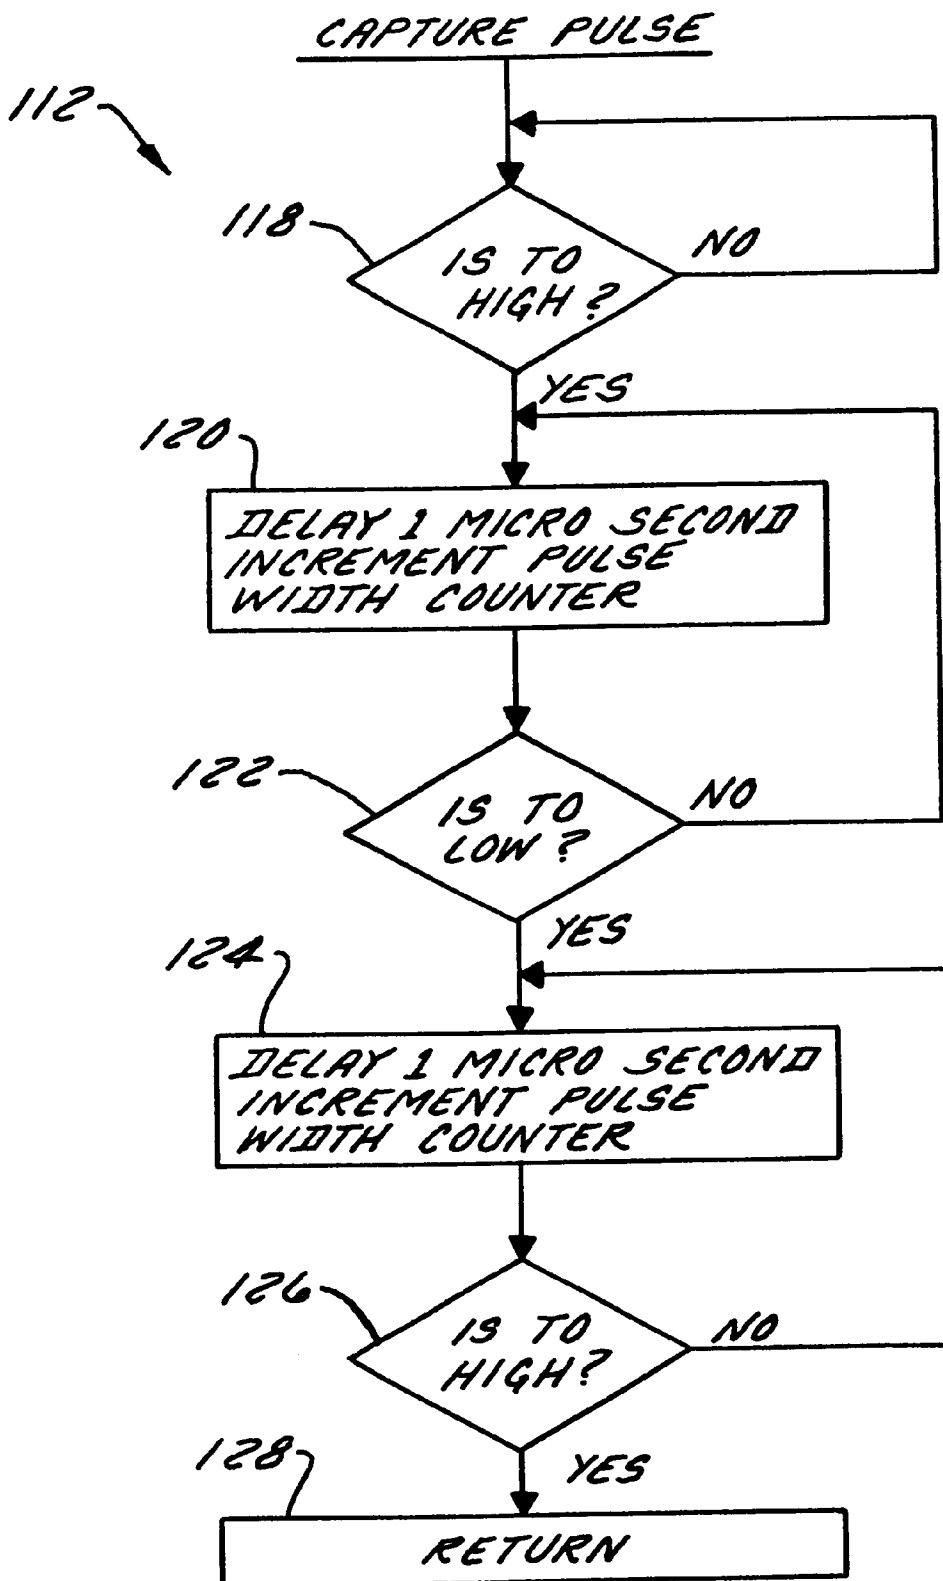 CAPTURE PULSE
112
118
IS TO
HIGH?
NO
YES
120
DELAY 1 MICRO SECOND
INCREMENT PULSE
WIDTH COUNTER
122
IS TO
LOW?
NO
YES
124
DELAY 1 MICRO SECOND
INCREMENT PULSE
WIDTH COUNTER
126
IS TO
HIGH?
NO
YES
128
RETURN